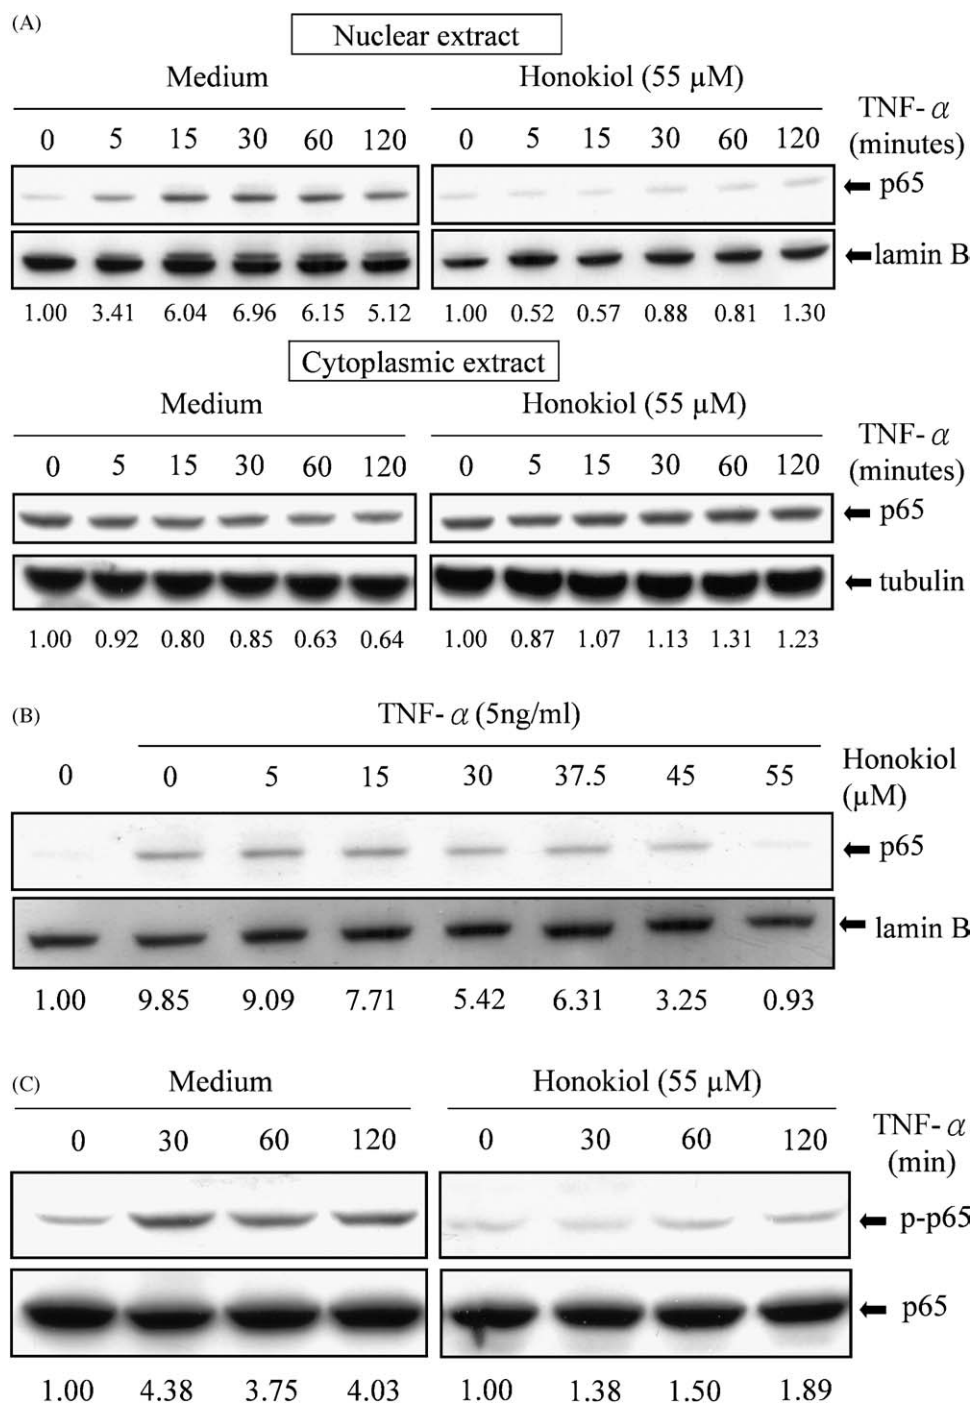 (A)
Nuclear extract
Medium Honokiol (55 µM)
0 5 15 30 60 120 0 5 15 30 60 120 TNF-α (minutes)
p65
lamin B
1.00 3.41 6.04 6.96 6.15 5.12 1.00 0.52 0.57 0.88 0.81 1.30
Cytoplasmic extract
Medium Honokiol (55 µM)
0 5 15 30 60 120 0 5 15 30 60 120 TNF-α (minutes)
p65
tubulin
1.00 0.92 0.80 0.85 0.63 0.64 1.00 0.87 1.07 1.13 1.31 1.23
(B)
TNF-α (5ng/ml)
0 0 5 15 30 37.5 45 55 Honokiol (µM)
p65
lamin B
1.00 9.85 9.09 7.71 5.42 6.31 3.25 0.93
(C)
Medium Honokiol (55 µM)
0 30 60 120 0 30 60 120 TNF-α (min)
p-p65
p65
1.00 4.38 3.75 4.03 1.00 1.38 1.50 1.89